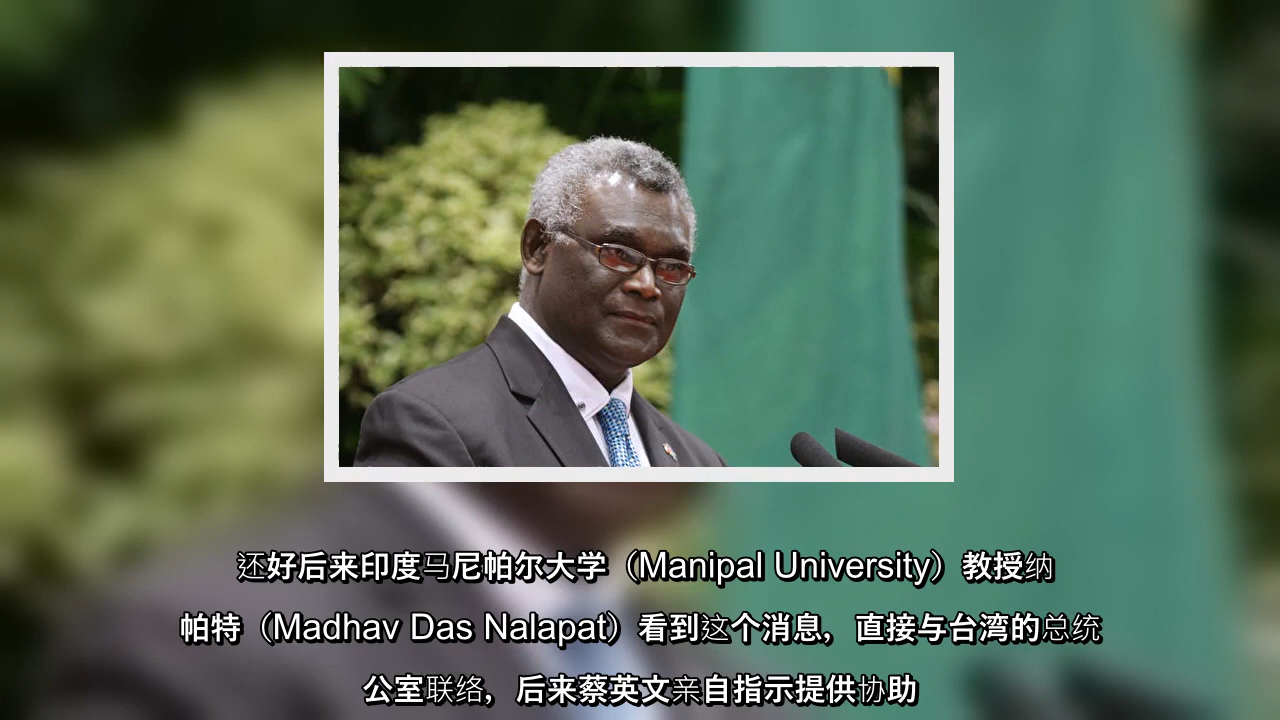 还好后来印度马尼帕尔大学（Manipal University）教授纳
帕特（Madhav Das Nalapat）看到这个消息，直接与台湾的总统
公室联络，后来蔡英文亲自指示提供协助